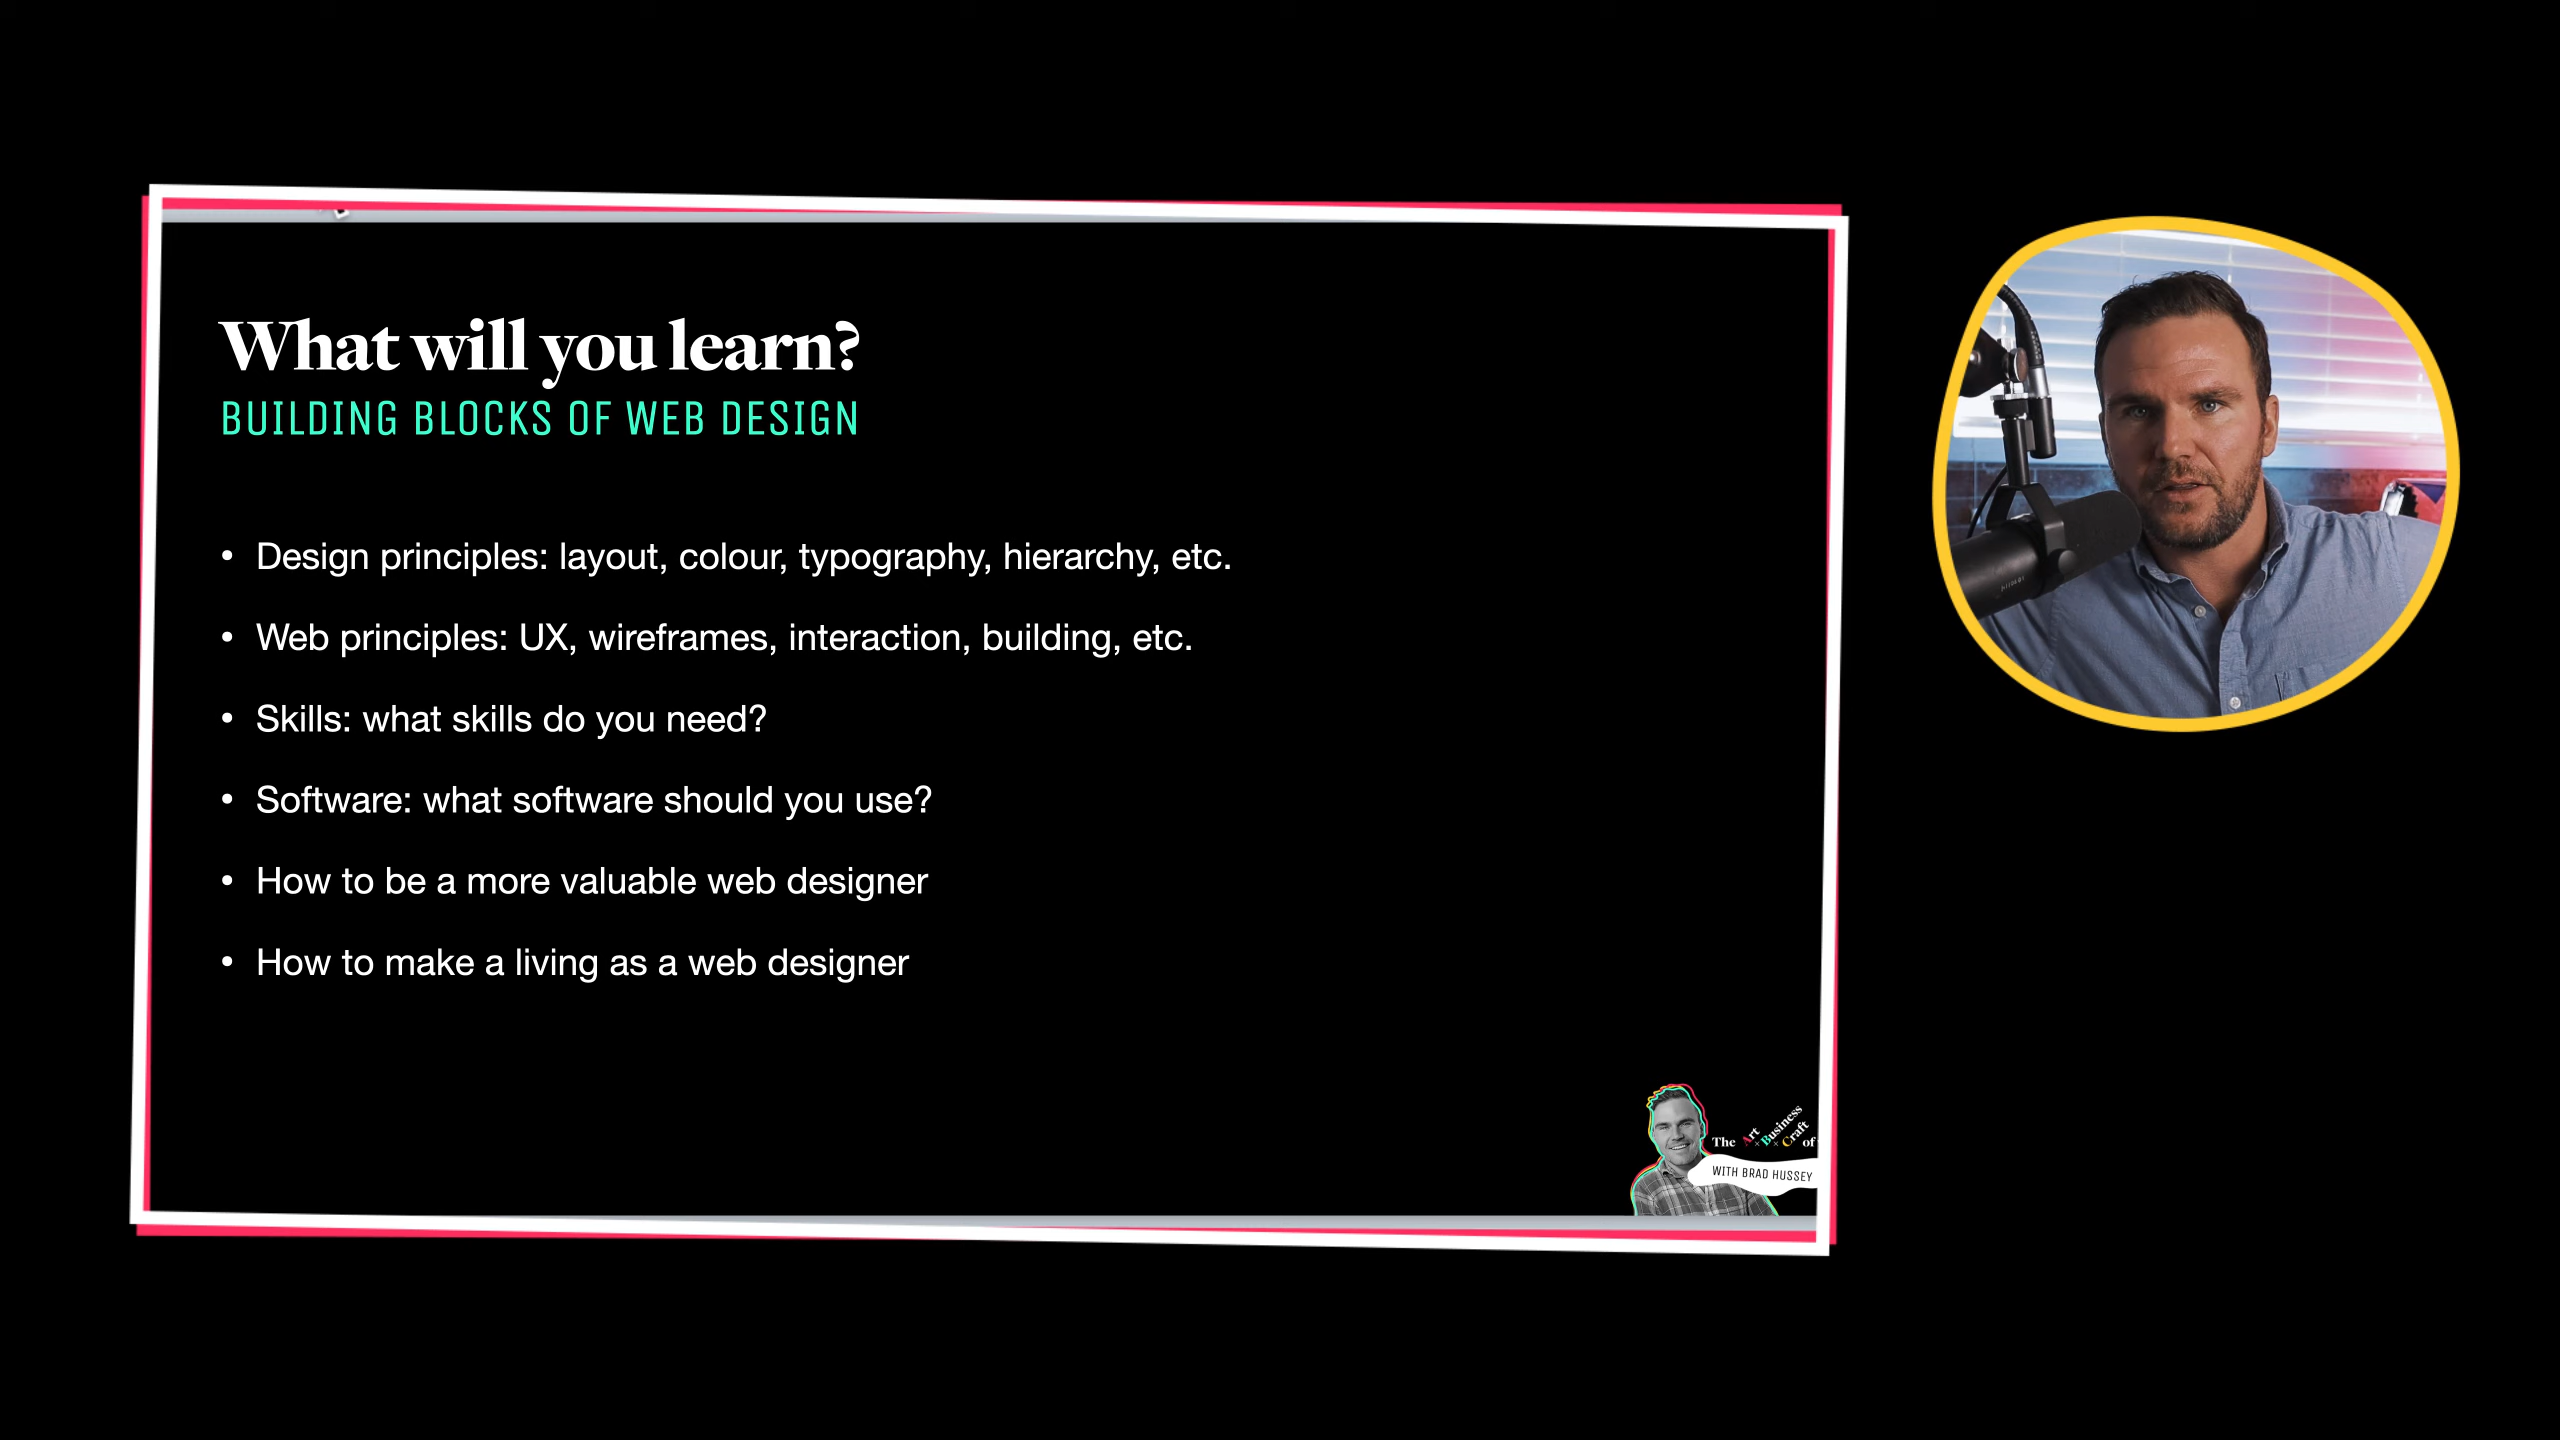 What will you learn?
BUILDING BLOCKS OF WEB DESIGN
• Design principles: layout, colour, typography, hierarchy, etc.
• Web principles: UX, wireframes, interaction, building, etc.
• Skills: what skills do you need?
• Software: what software should you use?
• How to be a more valuable web designer
• How to make a living as a web designer
The Art × Business × Craft of
WITH BRAD HUSSEY